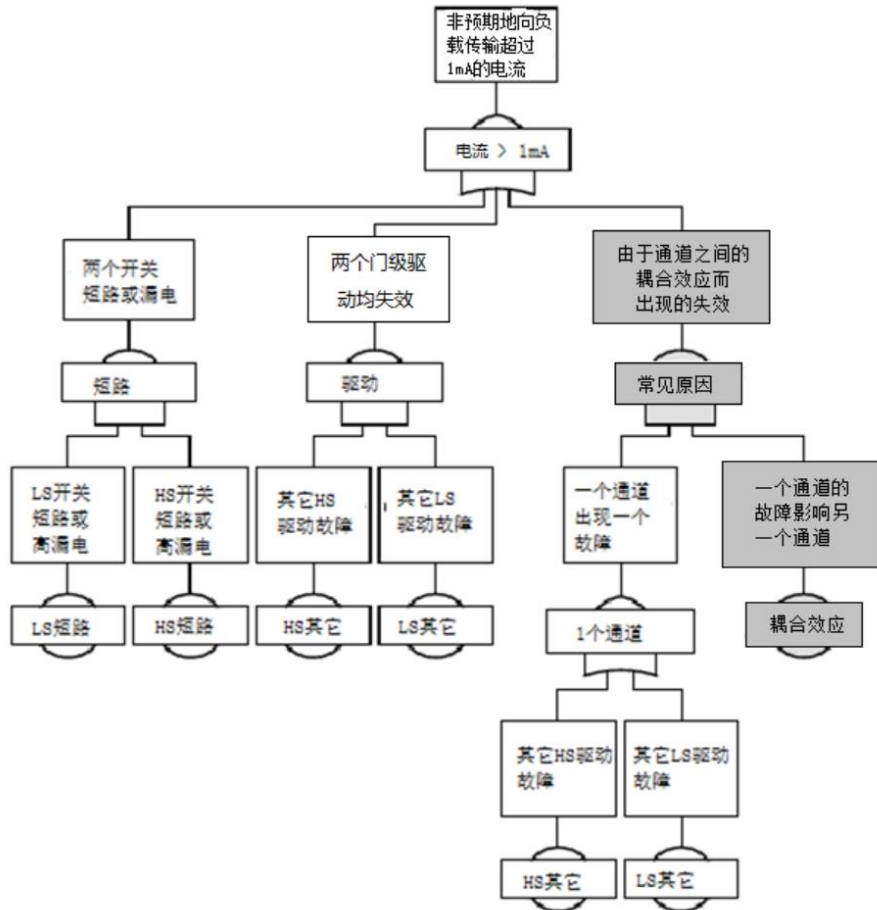 非预期地向负
载传输超过
1mA的电流
电流 > 1mA
两个开关
短路或漏电
两个门级驱
动均失效
由于通道之间的
耦合效应而
出现的失效
短路
驱动
常见原因
LS开关
短路或
高漏电
HS开关
短路或
高漏电
其它HS
驱动故障
其它LS
驱动故障
一个通道
出现一个
故障
一个通道的
故障影响另
一个通道
LS短路
HS短路
HS其它
LS其它
1个通道
耦合效应
其它HS驱动
故障
其它LS驱动
故障
HS其它
LS其它